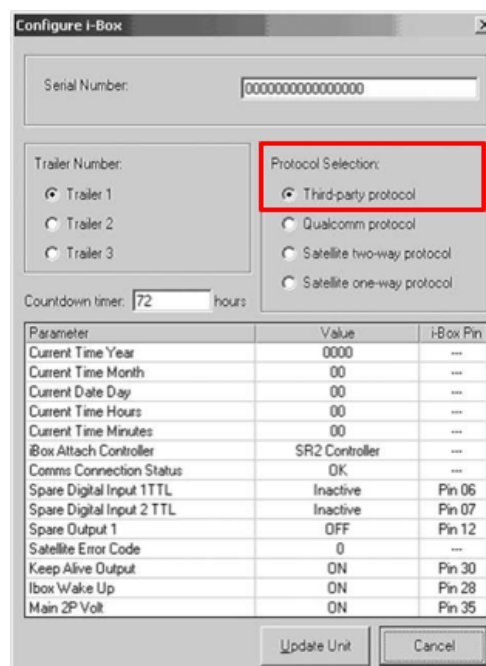 Configure i-Box
Serial Number: 0000000000000000
Trailer Number:
Trailer 1
Trailer 2
Trailer 3
Protocol Selection:
Third-party protocol
Qualcomm protocol
Satellite two-way protocol
Satellite one-way protocol
Countdown timer: 72 hours
Parameter Value i-Box Pin
Current Time Year 0000 ---
Current Time Month 00 ---
Current Date Day 00 ---
Current Time Hours 00 ---
Current Time Minutes 00 ---
iBox Attach Controller SR2 Controller ---
Comms Connection Status OK ---
Spare Digital Input 1TTL Inactive Pin 06
Spare Digital Input 2 TTL Inactive Pin 07
Spare Output 1 OFF Pin 12
Satellite Error Code 0 ---
Keep Alive Output ON Pin 30
Ibox Wake Up ON Pin 28
Main 2P Volt ON Pin 35
Update Unit Cancel